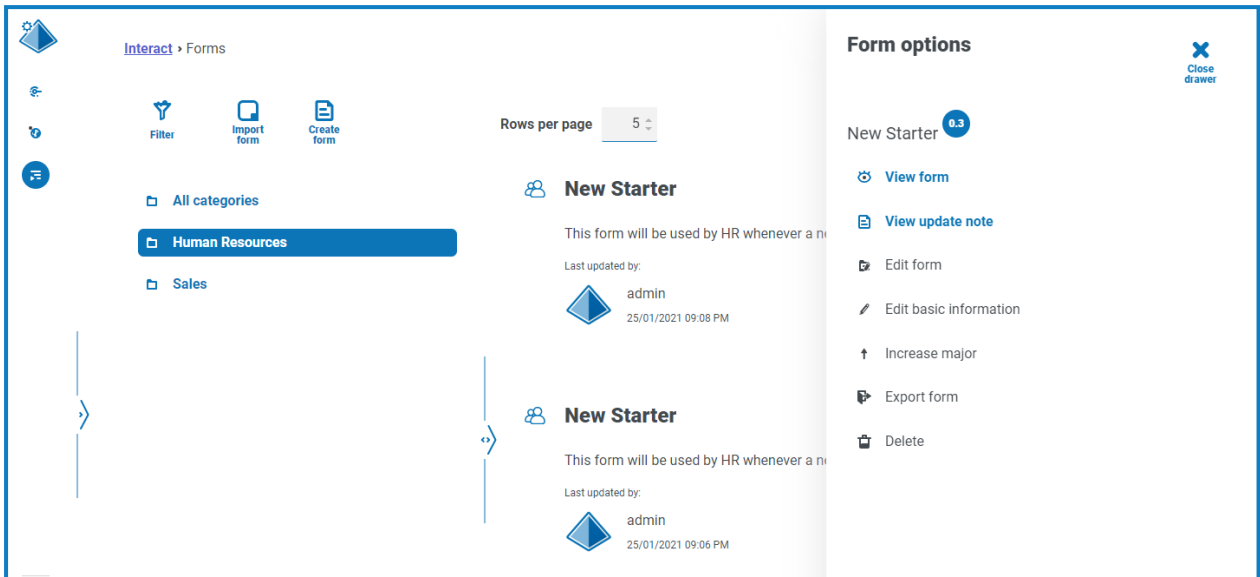 Interact › Forms
Filter
Import
form
Create
form
All categories
Human Resources
Sales
Rows per page 5
New Starter
This form will be used by HR whenever a
Last updated by:
admin
25/01/2021 09:08 PM
New Starter
This form will be used by HR whenever a
Last updated by:
admin
25/01/2021 09:06 PM
Form options
Close
drawer
New Starter 0.3
View form
View update note
Edit form
Edit basic information
Increase major
Export form
Delete